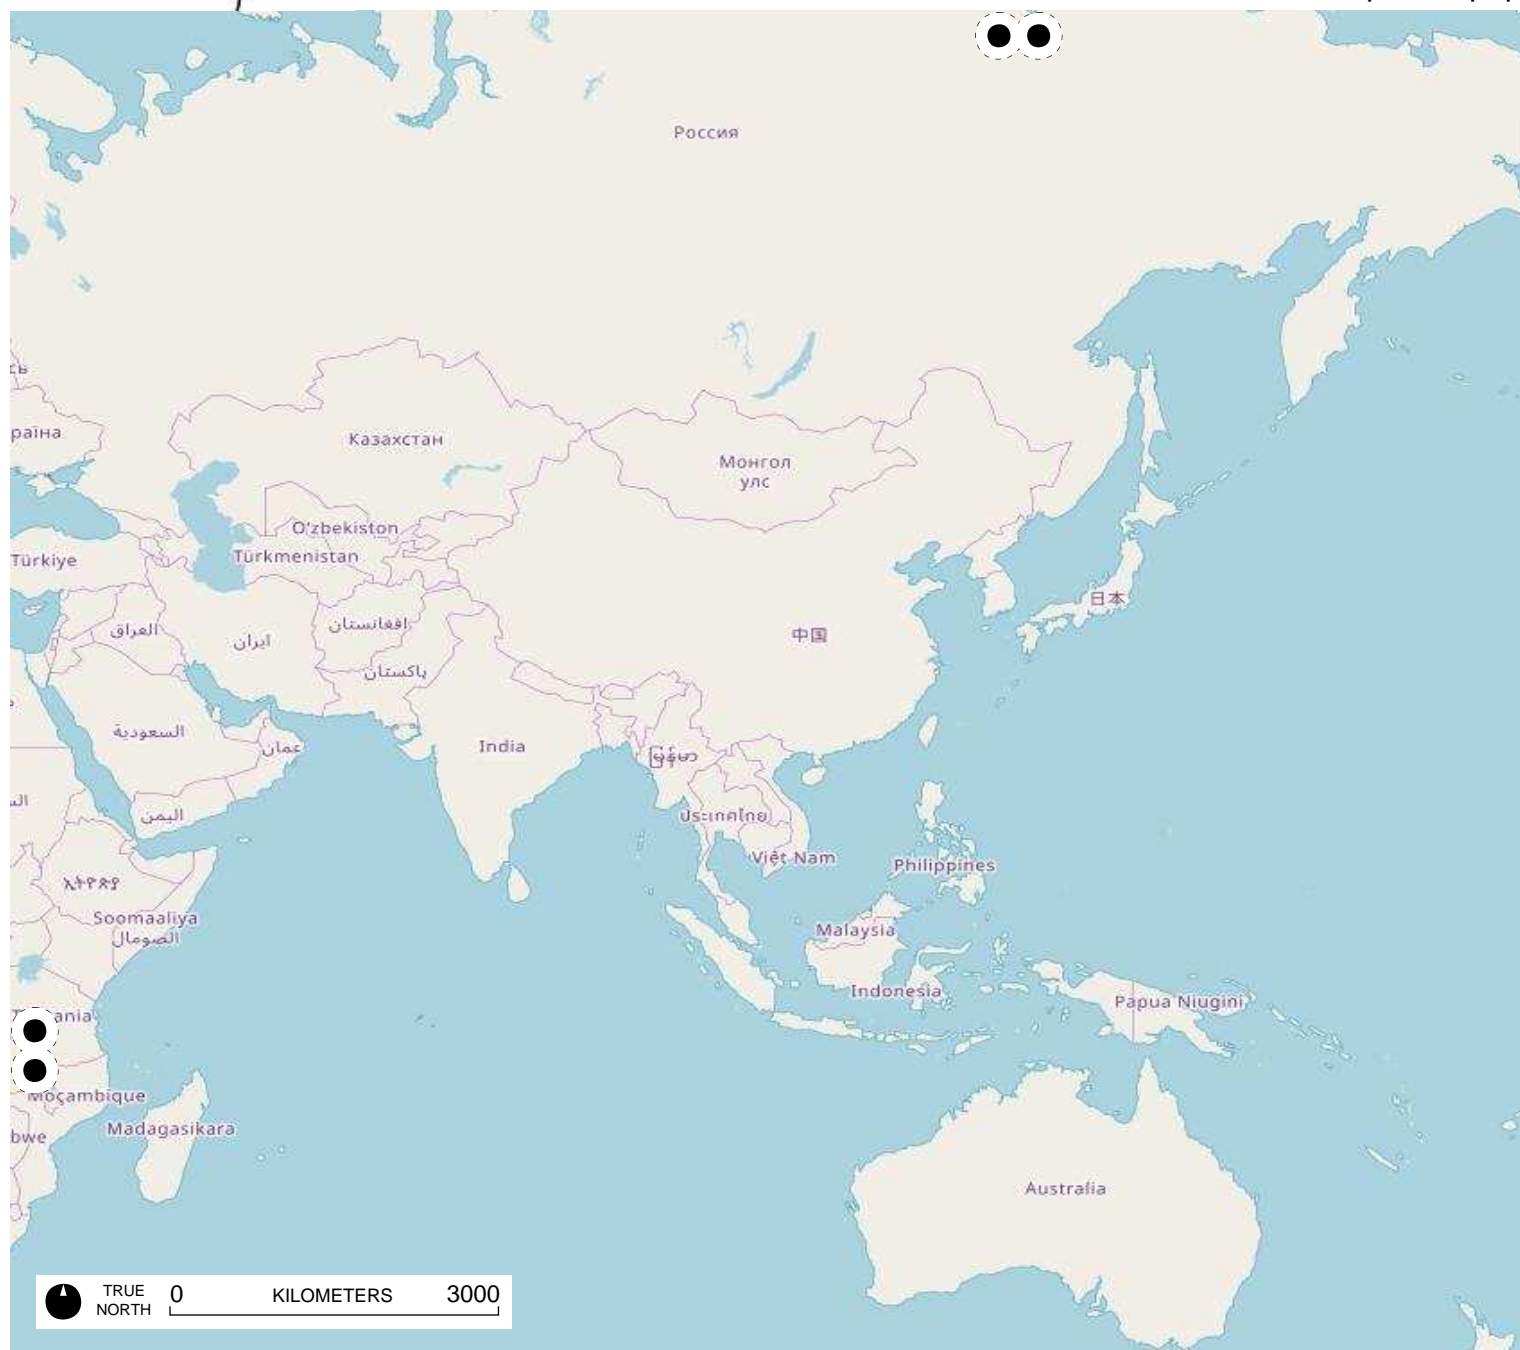 Россия
Казахстан
Монгол
улс
Oʻzbekiston
Türkmenistan
Türkiye
العراق
ایران
افغانستان
پاکستان
中国
日本
السعودية
عمان
India
မြန်မာ
اليمن
ประเทศไทย
Việt Nam
Philippines
ኢትዮጵያ
Soomaaliya
الصومال
Malaysia
Indonesia
Papua Niugini
Moçambique
Madagasikara
Australia
TRUE
NORTH
0 KILOMETERS 3000